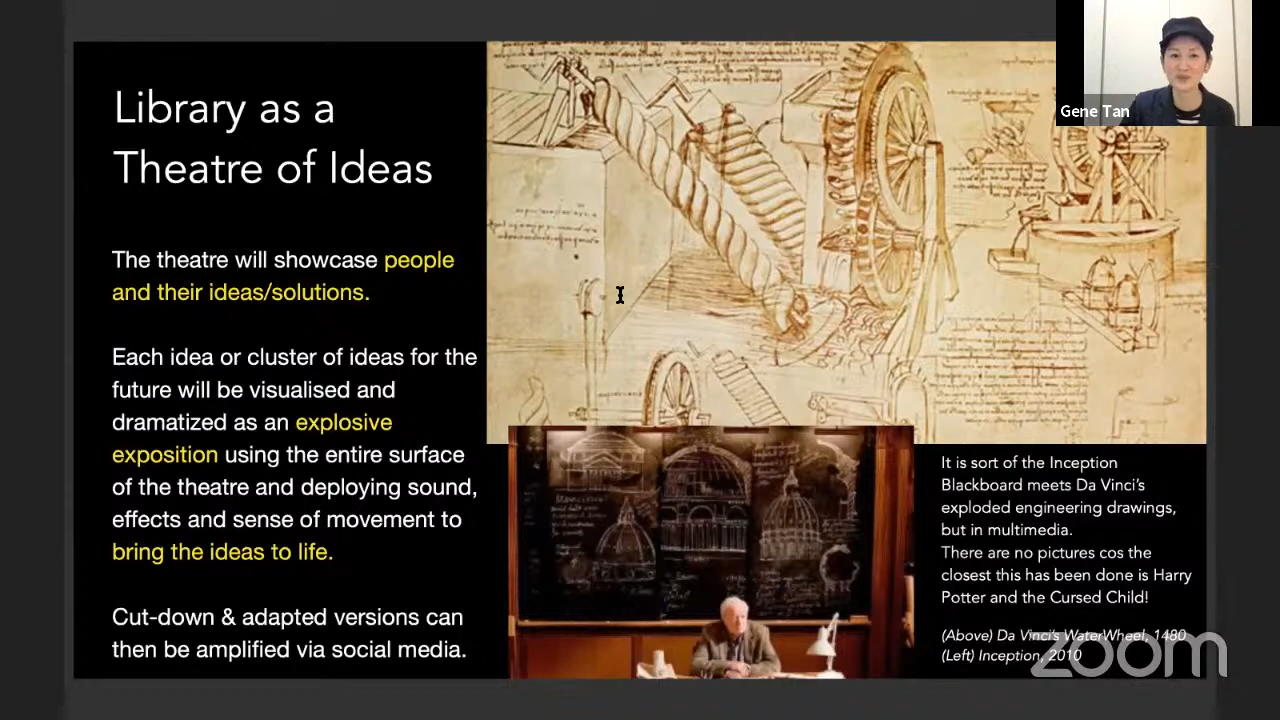 Library as a
Theatre of Ideas
The theatre will showcase people
and their ideas/solutions.
Each idea or cluster of ideas for the
future will be visualised and
dramatized as an explosive
exposition using the entire surface
of the theatre and deploying sound,
effects and sense of movement to
bring the ideas to life.
Cut-down & adapted versions can
then be amplified via social media.
Gene Tan
It is sort of the Inception
Blackboard meets Da Vinci's
exploded engineering drawings,
but in multimedia.
There are no pictures cos the
closest this has been done is Harry
Potter and the Cursed Child!
(Above) Da Vinci's WaterWheel, 1480
(Left) Inception, 2010
zoom